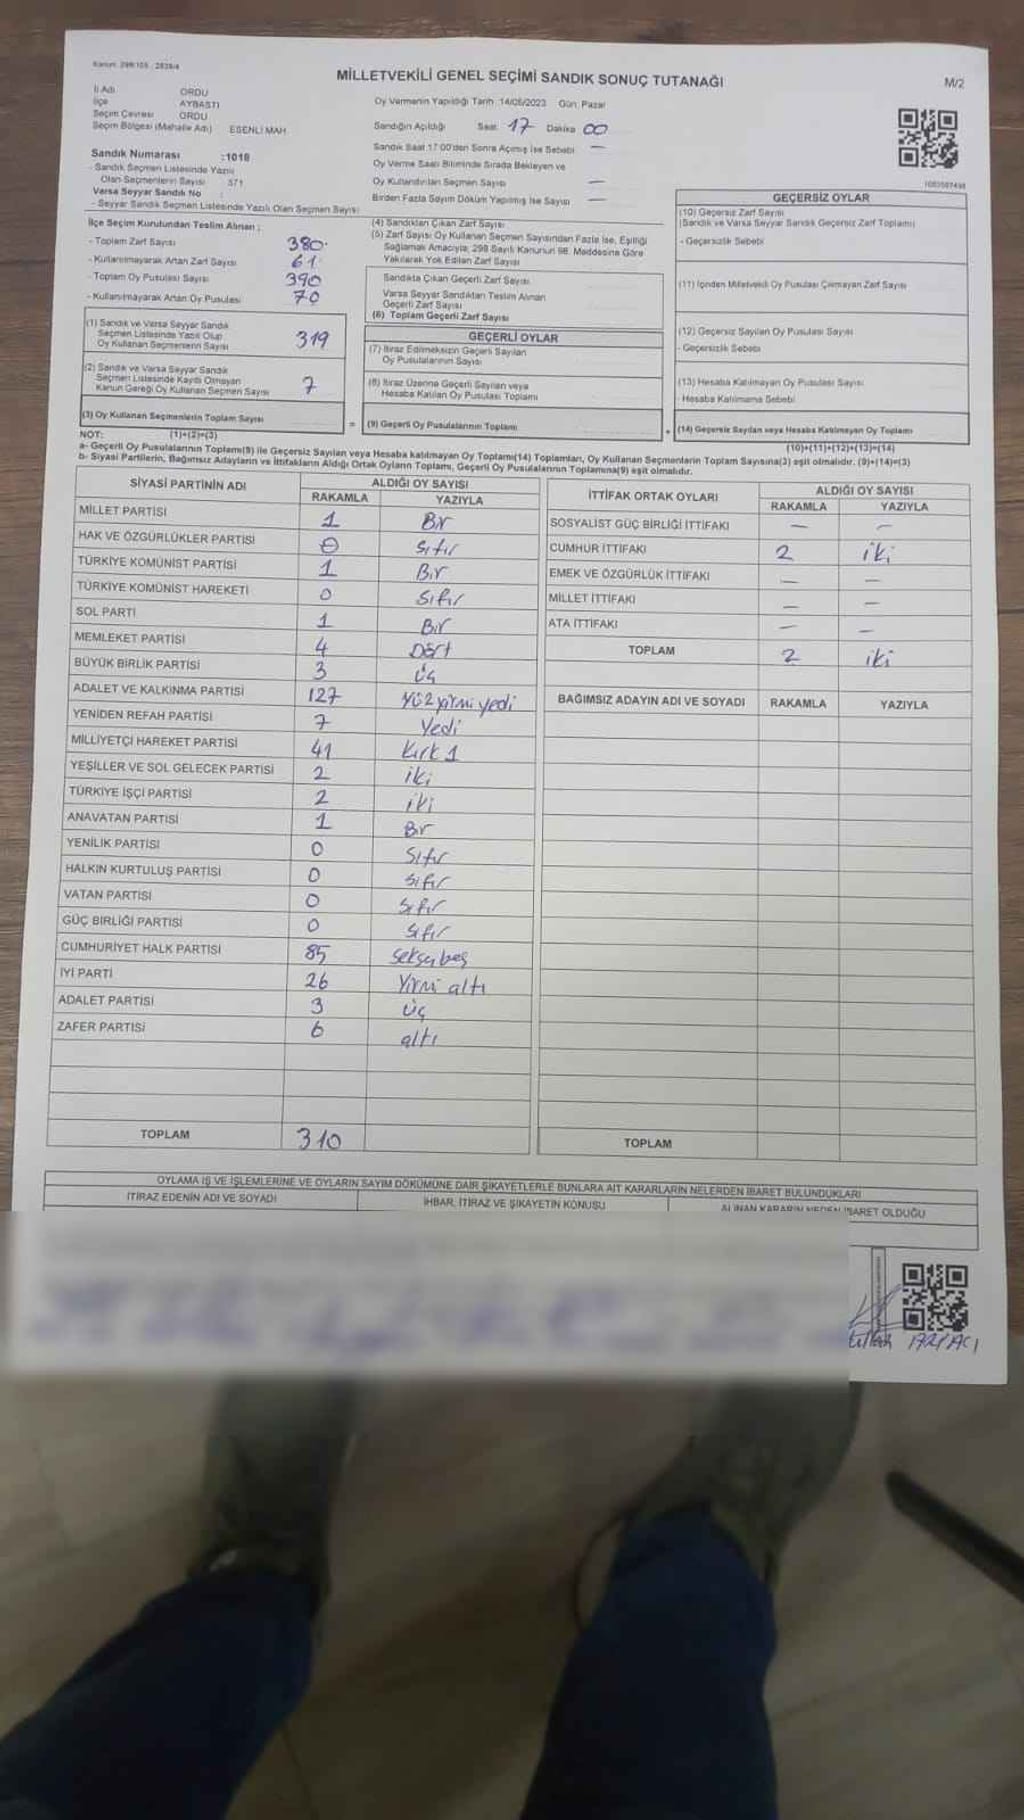 Kanun: 298/105 - 2839/4
MİLLETVEKİLİ GENEL SEÇİMİ SANDIK SONUÇ TUTANAĞI
M/2
İl Adı ORDU
İlçe AYBASTI
Seçim Çevresi ORDU
Seçim Bölgesi (Mahalle Adı) ESENLİ MAH.
Sandık Numarası :1018
- Sandık Seçmen Listesinde Yazılı
Olan Seçmenlerin Sayısı 371
Varsa Seyyar Sandık No :
- Seyyar Sandık Seçmen Listesinde Yazılı Olan Seçmen Sayısı
Oy Vermenin Yapıldığı Tarih: 14/05/2023 Gün: Pazar
Sandığın Açıldığı Saat: 17 Dakika 00
Sandık Saat 17:00'den Sonra Açılmış İse Sebebi —
Oy Verme Saati Bitiminde Sırada Bekleyen ve
Oy Kullandırılan Seçmen Sayısı —
Birden Fazla Sayım Döküm Yapılmış İse Sayısı —
İlçe Seçim Kurulundan Teslim Alınan ;
- Toplam Zarf Sayısı 380
- Kullanılmayarak Artan Zarf Sayısı 61
- Toplam Oy Pusulası Sayısı 390
- Kullanılmayarak Artan Oy Pusulası 70
(1) Sandık ve Varsa Seyyar Sandık
Seçmen Listesinde Yazılı Olup
Oy Kullanan Seçmenlerin Sayısı 319
(2) Sandık ve Varsa Seyyar Sandık
Seçmen Listesinde Kayıtlı Olmayan
Kanun Gereği Oy Kullanan Seçmen Sayısı 7
(3) Oy Kullanan Seçmenlerin Toplam Sayısı
(1)+(2)=(3)
(4) Sandıktan Çıkan Zarf Sayısı
(5) Zarf Sayısı Oy Kullanan Seçmen Sayısından Fazla İse, Eşitliği
Sağlamak Amacıyla; 298 Sayılı Kanunun 98. Maddesine Göre
Yakılarak Yok Edilen Zarf Sayısı
Sandıkta Çıkan Geçerli Zarf Sayısı
Varsa Seyyar Sandıktan Teslim Alınan
Geçerli Zarf Sayısı
(6) Toplam Geçerli Zarf Sayısı
GEÇERLİ OYLAR
(7) İtiraz Edilmeksizin Geçerli Sayılan
Oy Pusulalarının Sayısı
(8) İtiraz Üzerine Geçerli Sayılan veya
Hesaba Katılan Oy Pusulası Toplamı
= (9) Geçerli Oy Pusulalarının Toplamı
GEÇERSİZ OYLAR
(10) Geçersiz Zarf Sayısı
(Sandık ve Varsa Seyyar Sandık Geçersiz Zarf Toplamı)
- Geçersizlik Sebebi
(11) İçinden Milletvekili Oy Pusulası Çıkmayan Zarf Sayısı
(12) Geçersiz Sayılan Oy Pusulası Sayısı
- Geçersizlik Sebebi
(13) Hesaba Katılmayan Oy Pusulası Sayısı
- Hesaba Katılmama Sebebi
+ (14) Geçersiz Sayılan veya Hesaba Katılmayan Oy Toplamı
(10)+(11)+(12)+(13)=(14)
NOT:
a- Geçerli Oy Pusulalarının Toplamı(9) ile Geçersiz Sayılan veya Hesaba katılmayan Oy Toplamı(14) Toplamları, Oy Kullanan Seçmenlerin Toplam Sayısına(3) eşit olmalıdır. (9)+(14)=(3)
b- Siyasi Partilerin, Bağımsız Adayların ve İttifakların Aldığı Ortak Oyların Toplamı, Geçerli Oy Pusulalarının Toplamına(9) eşit olmalıdır.
SİYASİ PARTİNİN ADI ALDIĞI OY SAYISI
RAKAMLA YAZIYLA
MİLLET PARTİSİ 1 Bir
HAK VE ÖZGÜRLÜKLER PARTİSİ 0 Sıfır
TÜRKİYE KOMÜNİST PARTİSİ 1 Bir
TÜRKİYE KOMÜNİST HAREKETİ 0 Sıfır
SOL PARTİ 1 Bir
MEMLEKET PARTİSİ 4 Dört
BÜYÜK BİRLİK PARTİSİ 3 üç
ADALET VE KALKINMA PARTİSİ 127 Yüz yirmi yedi
YENİDEN REFAH PARTİSİ 7 Yedi
MİLLİYETÇİ HAREKET PARTİSİ 41 Kırk 1
YEŞİLLER VE SOL GELECEK PARTİSİ 2 iki
TÜRKİYE İŞÇİ PARTİSİ 2 iki
ANAVATAN PARTİSİ 1 Bir
YENİLİK PARTİSİ 0 Sıfır
HALKIN KURTULUŞ PARTİSİ 0 Sıfır
VATAN PARTİSİ 0 Sıfır
GÜÇ BİRLİĞİ PARTİSİ 0 Sıfır
CUMHURİYET HALK PARTİSİ 85 seksenbeş
İYİ PARTİ 26 Yirmi altı
ADALET PARTİSİ 3 üç
ZAFER PARTİSİ 6 altı
TOPLAM 310
İTTİFAK ORTAK OYLARI ALDIĞI OY SAYISI
RAKAMLA YAZIYLA
SOSYALİST GÜÇ BİRLİĞİ İTTİFAKI — —
CUMHUR İTTİFAKI 2 iki
EMEK VE ÖZGÜRLÜK İTTİFAKI — —
MİLLET İTTİFAKI — —
ATA İTTİFAKI — —
TOPLAM 2 iki
BAĞIMSIZ ADAYIN ADI VE SOYADI RAKAMLA YAZIYLA
TOPLAM
OYLAMA İŞ VE İŞLEMLERİNE VE OYLARIN SAYIM DÖKÜMÜNE DAİR ŞİKAYETLERLE BUNLARA AİT KARARLARIN NELERDEN İBARET BULUNDUKLARI
İTİRAZ EDENİN ADI VE SOYADI İHBAR, İTİRAZ VE ŞİKAYETİN KONUSU ALINAN KARARIN NEDEN İBARET OLDUĞU